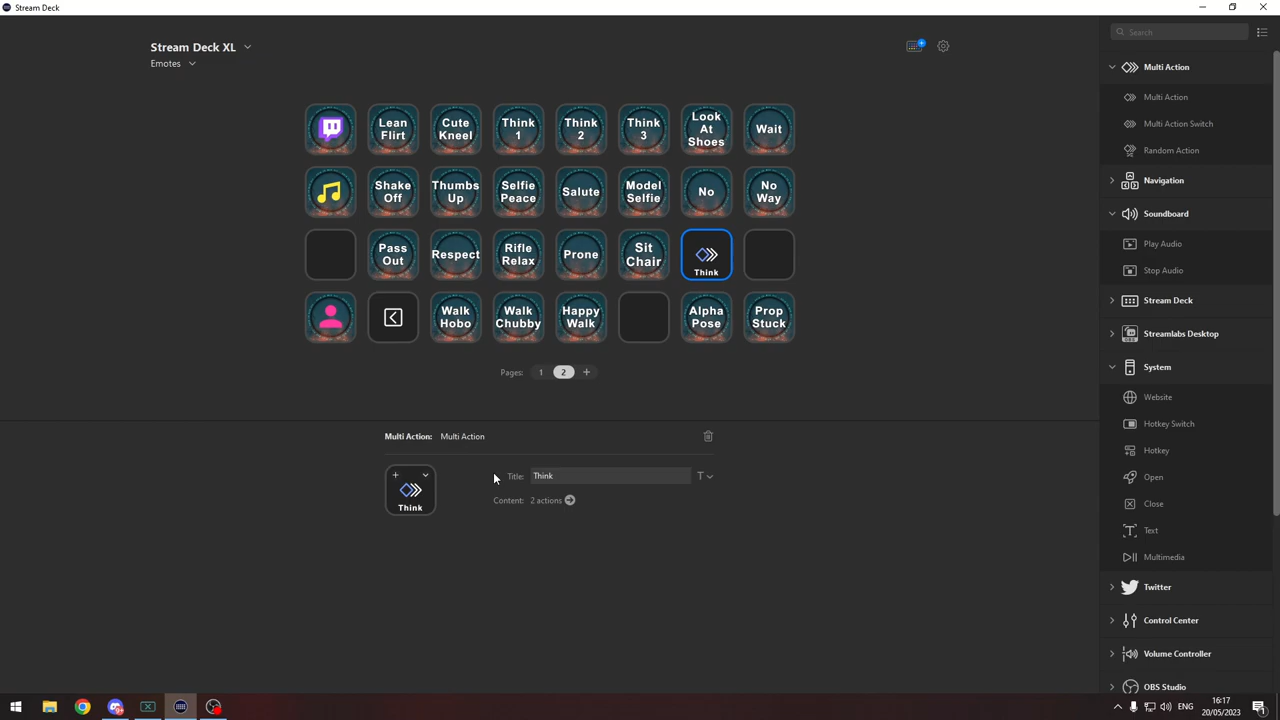 Stream Deck
Stream Deck XL
Emotes
Lean
Flirt
Cute
Kneel
Think
1
Think
2
Think
3
Look
At
Shoes
Wait
Shake
Off
Thumbs
Up
Selfie
Peace
Salute
Model
Selfie
No
No
Way
Pass
Out
Respect
Rifle
Relax
Prone
Sit
Chair
Think
Walk
Hobo
Walk
Chubby
Happy
Walk
Alpha
Pose
Prop
Stuck
Pages: 1 2 +
Multi Action: Multi Action
Think
Title: Think
Content: 2 actions
Search
Multi Action
Multi Action
Multi Action Switch
Random Action
Navigation
Soundboard
Play Audio
Stop Audio
Stream Deck
Streamlabs Desktop
System
Website
Hotkey Switch
Hotkey
Open
Close
Text
Multimedia
Twitter
Control Center
Volume Controller
OBS Studio
ENG
16:17
20/05/2023